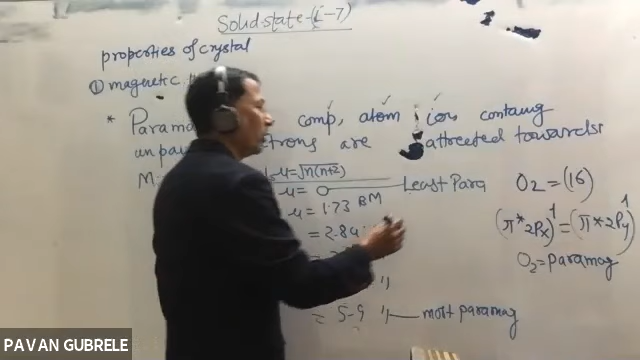 Solid state (L-7)
properties of crystal
① magnetic
* Param comp, atom, ion containg
unpa trons are attracted towards
M μ = √n(n+2)
μ = 0 — Least Para
μ = 1.73 BM
= 2.84
"
= 5.9 " — most paramag
O2 = (16)
(π*2Px)¹ = (π*2Py)¹
O2 = paramag
PAVAN GUBRELE